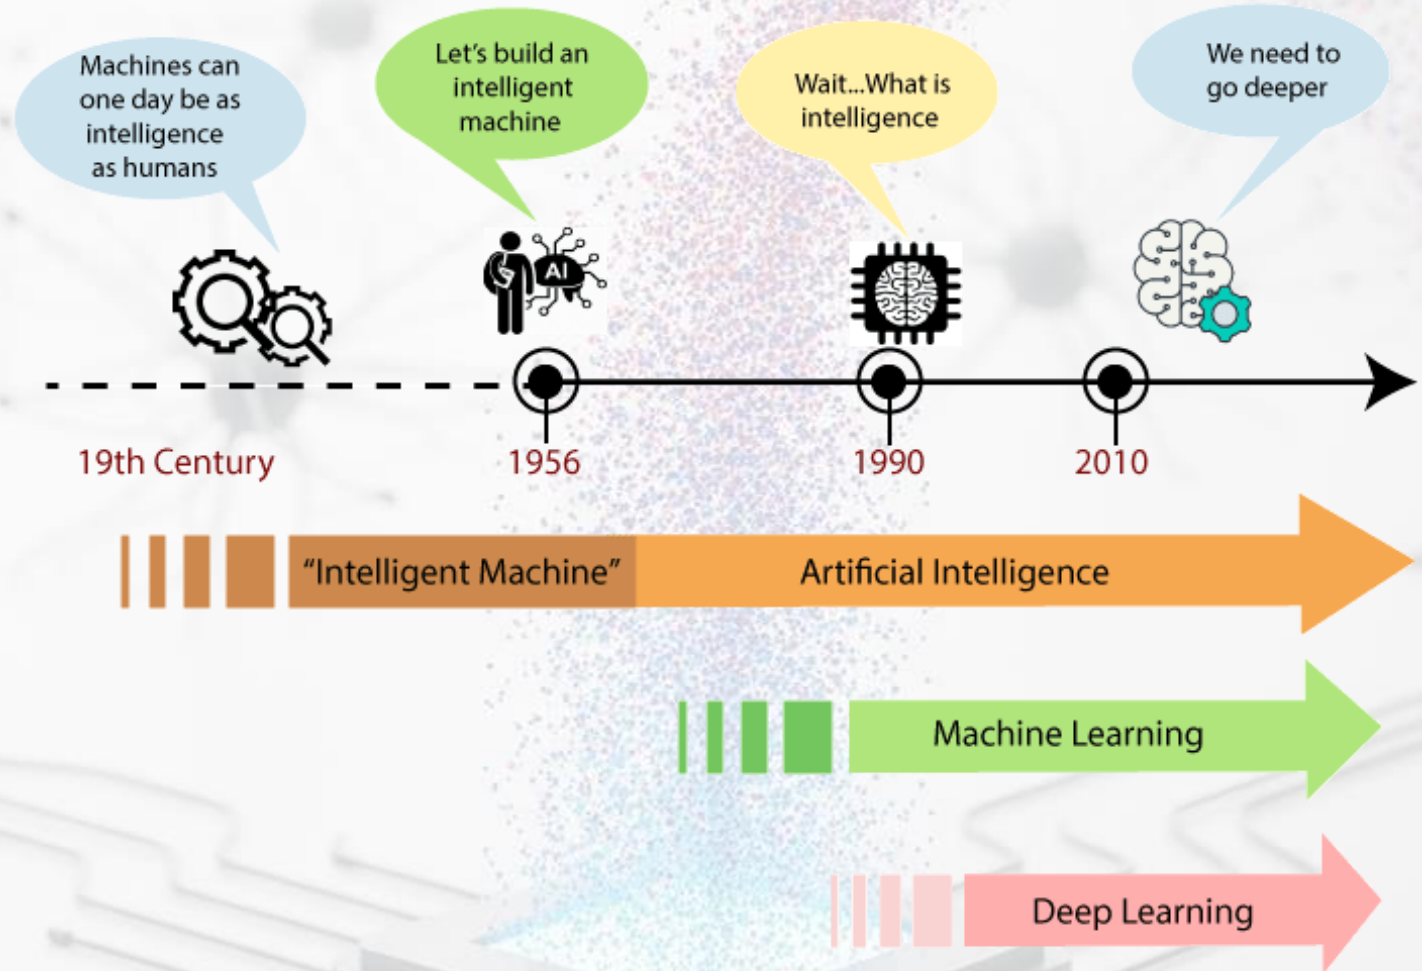 Machines can
one day be as
intelligence
as humans
Let's build an
intelligent
machine
Wait...What is
intelligence
We need to
go deeper
AI
19th Century
1956
1990
2010
“Intelligent Machine”
Artificial Intelligence
Machine Learning
Deep Learning